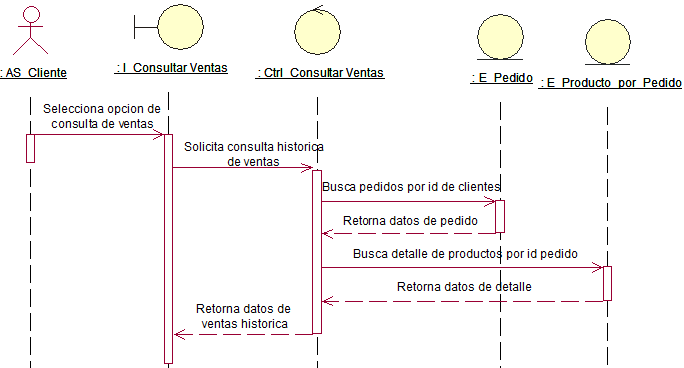 : AS_Cliente
: I_Consultar Ventas
: Ctrl_Consultar Ventas
: E_Pedido
: E_Producto_por_Pedido
Selecciona opcion de
consulta de ventas
Solicita consulta historica
de ventas
Busca pedidos por id de clientes
Retorna datos de pedido
Busca detalle de productos por id pedido
Retorna datos de detalle
Retorna datos de
ventas historica